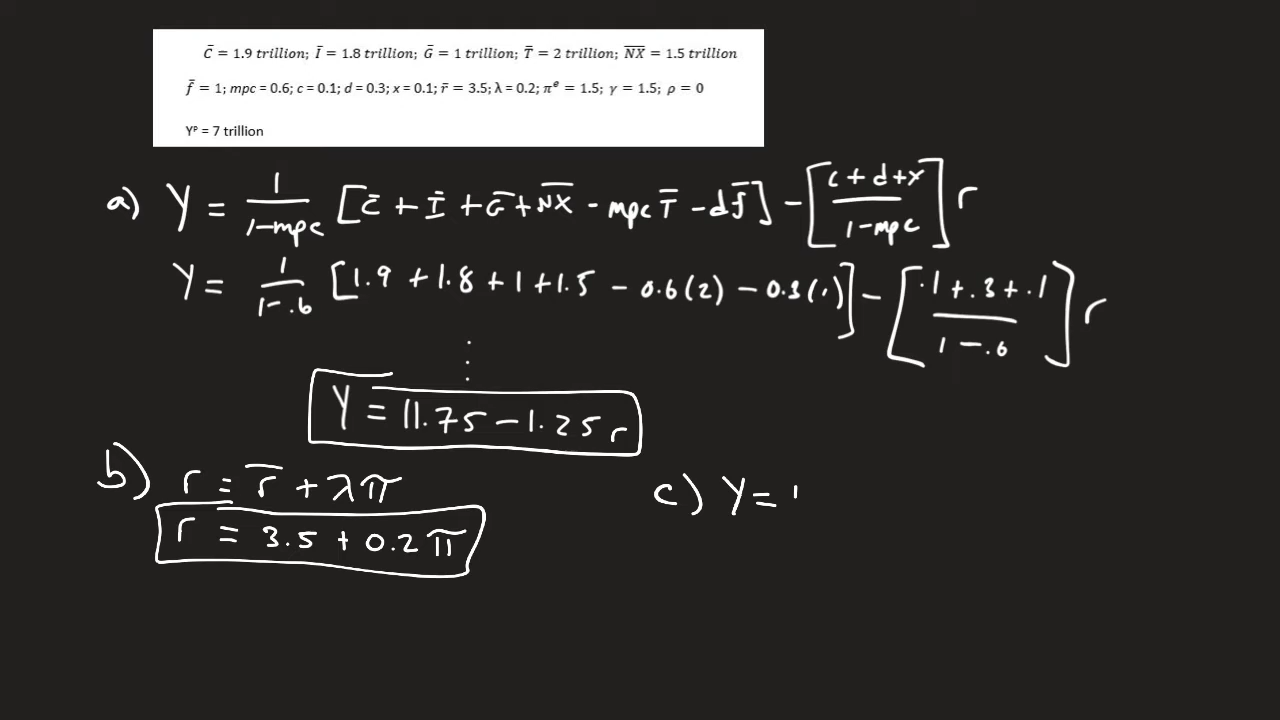 C̄ = 1.9 trillion; Ī = 1.8 trillion; Ḡ = 1 trillion; T̄ = 2 trillion; N̄X̄ = 1.5 trillion
f̄ = 1; mpc = 0.6; c = 0.1; d = 0.3; x = 0.1; r̄ = 3.5; λ = 0.2; πᵉ = 1.5; γ = 1.5; ρ = 0
Yᴾ = 7 trillion
a) Y = 1/(1-mpc) [C̄ + Ī + Ḡ + N̄X̄ - mpc T̄ - d f̄] - [(c + d + x)/(1-mpc)] r
Y = 1/(1-.6) [1.9 + 1.8 + 1 + 1.5 - 0.6(2) - 0.3(1)] - [(.1 + .3 + .1)/(1-.6)] r
⋮
Y = 11.75 - 1.25 r
b) r = r̄ + λπ
r = 3.5 + 0.2π
c) Y =